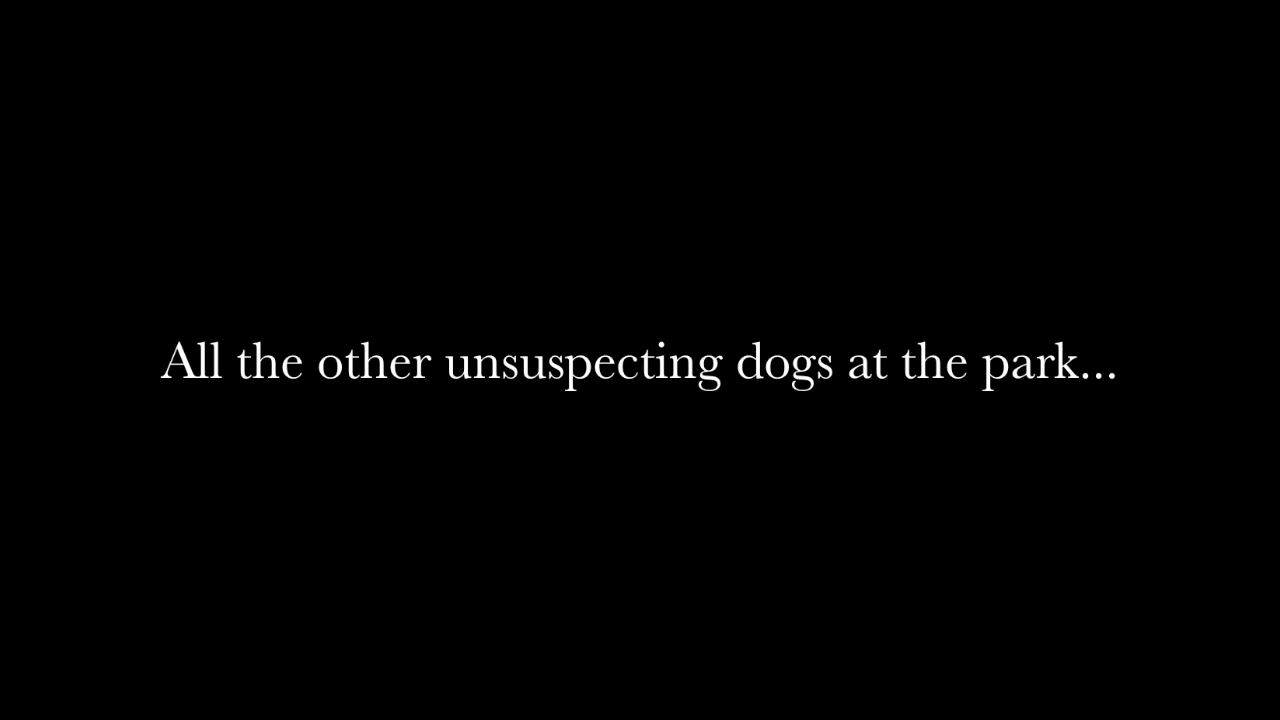 All the other unsuspecting dogs at the park...